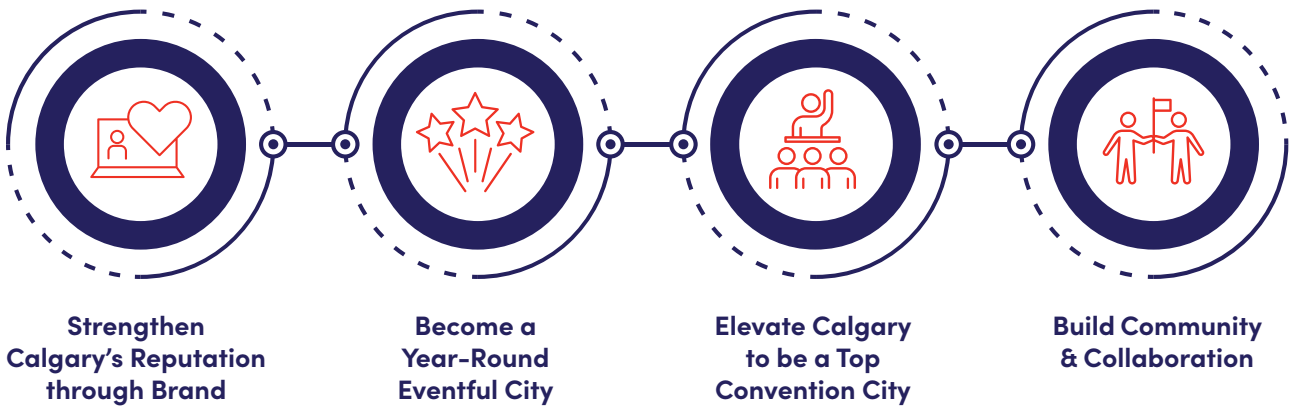 Strengthen
Calgary’s Reputation
through Brand
Become a
Year-Round
Eventful City
Elevate Calgary
to be a Top
Convention City
Build Community
& Collaboration